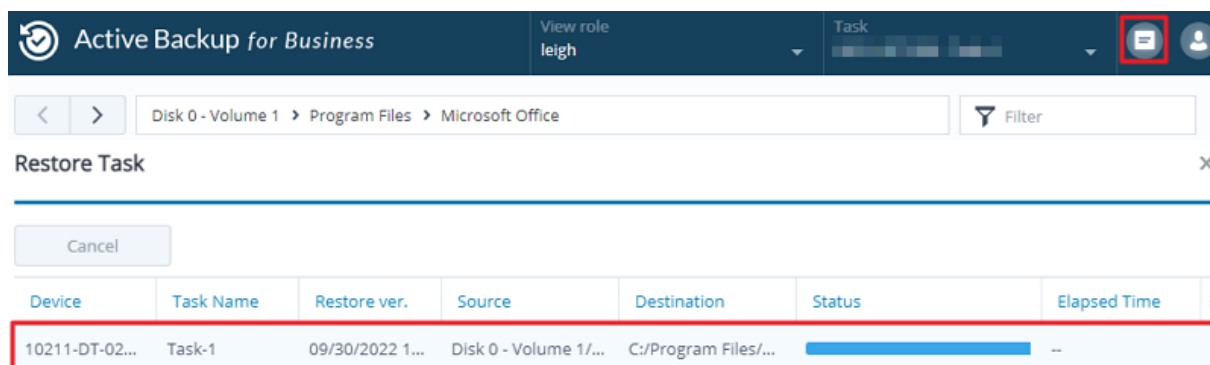 Active Backup for Business
View role
leigh
Task
Disk 0 - Volume 1 > Program Files > Microsoft Office
Filter
Restore Task
Cancel
Device Task Name Restore ver. Source Destination Status Elapsed Time
10211-DT-02... Task-1 09/30/2022 1... Disk 0 - Volume 1/... C:/Program Files/... --